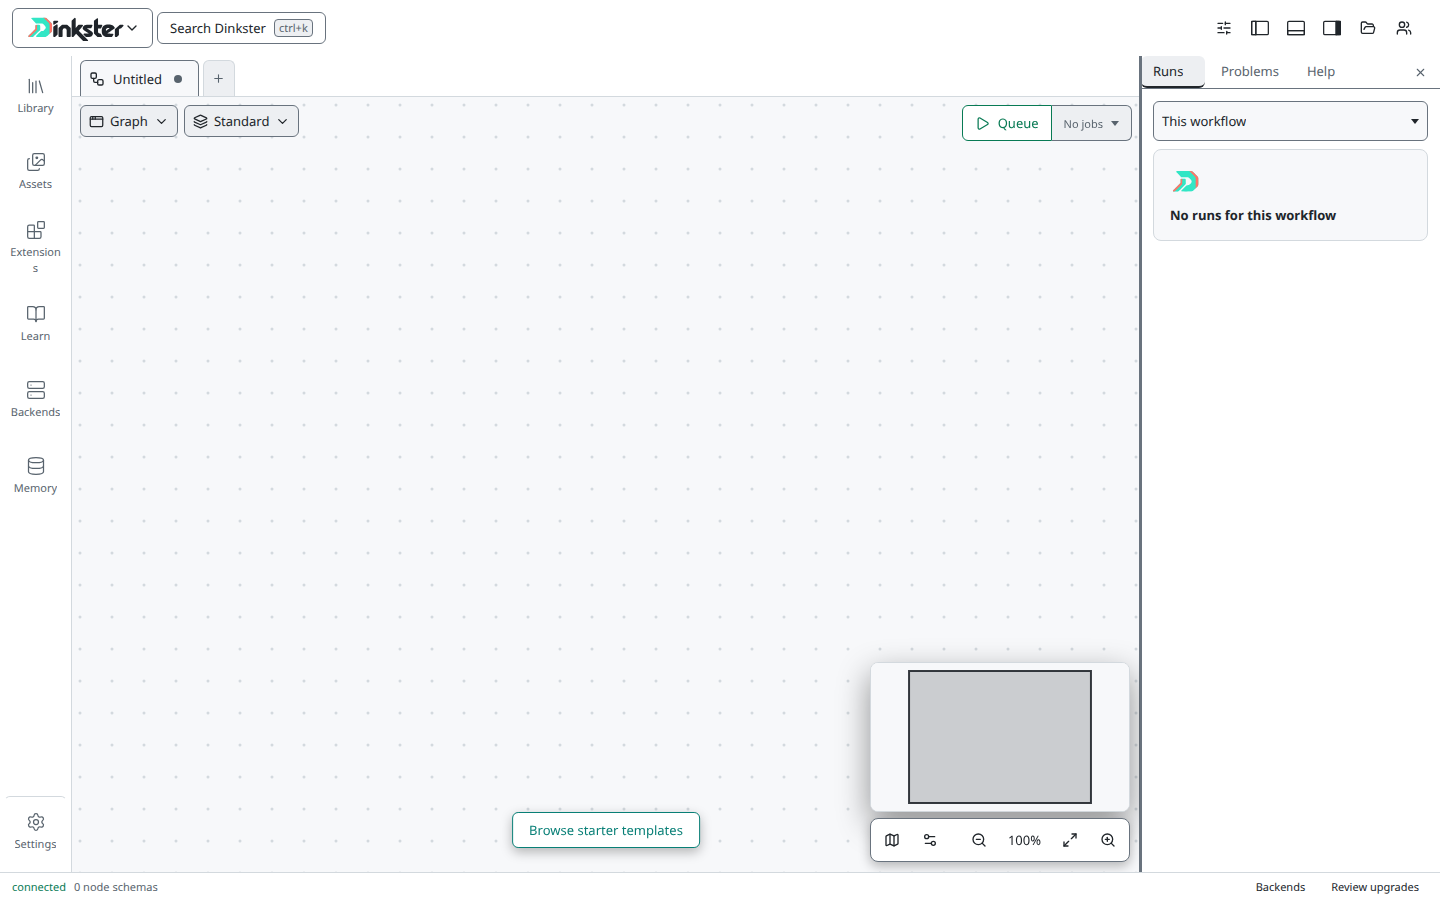 Dinkster
Search Dinkster ctrl+k
Library
Assets
Extension
s
Learn
Backends
Memory
Settings
Untitled
+
Graph
Standard
Queue
No jobs
Browse starter templates
100%
Runs
Problems
Help
This workflow
No runs for this workflow
connected
0 node schemas
Backends
Review upgrades